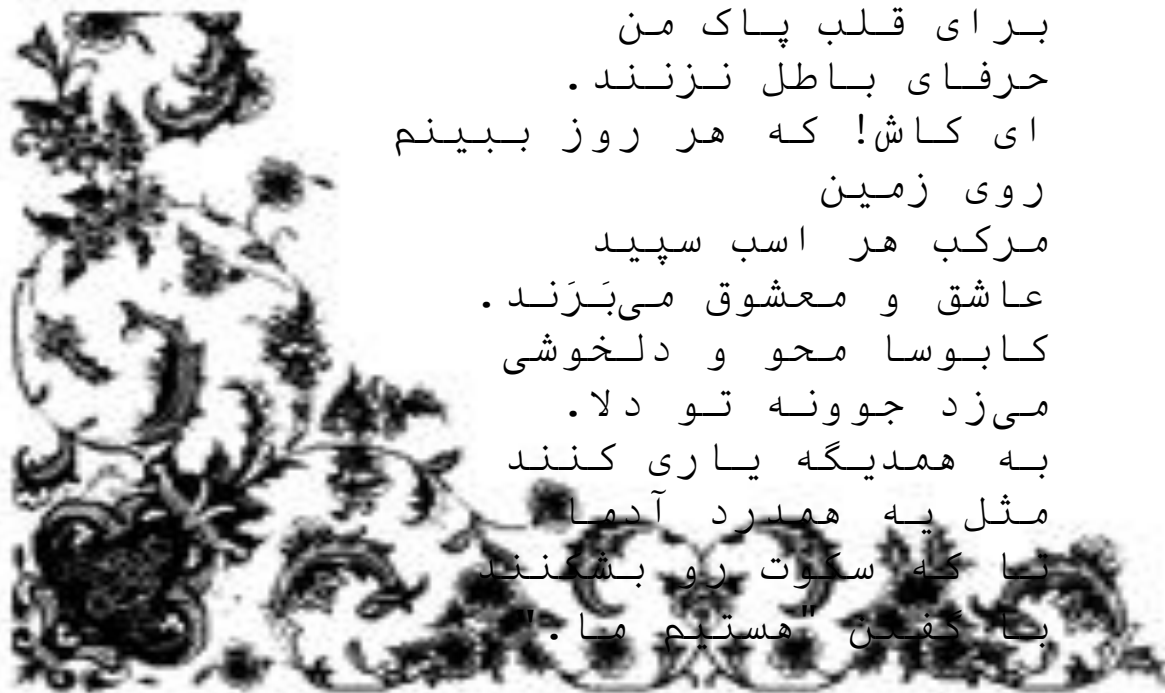 برای قلب پاک من
حرفای باطل نزنند.
ای کاش! که هر روز ببینم
روی زمین
مرکب هر اسب سپید
عاشق و معشوق می‌بَرَند.
کابوسا محو و دلخوشی
می‌زد جوونه تو دلا.
به همدیگه یاری کنند
مثل یه همدرد آدما
تا که سکوت رو بشکنند
با گفتن "هستیم ما."